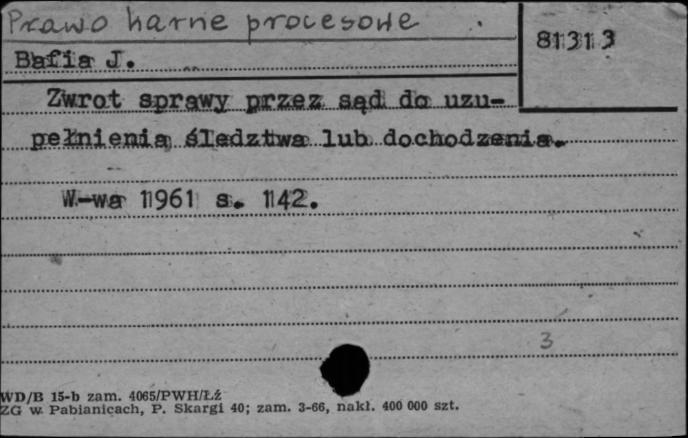 Prawo karne procesowe
81313
Bafia J.
Zwrot sprawy przez sąd do uzu-
pełnienia śledztwa lub dochodzenia.
W-wa 1961 s. 142.
3
WD/B 15-b zam. 4065/PWH/Łź
ZG w Pabianicach, P. Skargi 40; zam. 3-66, nakł. 400 000 szt.